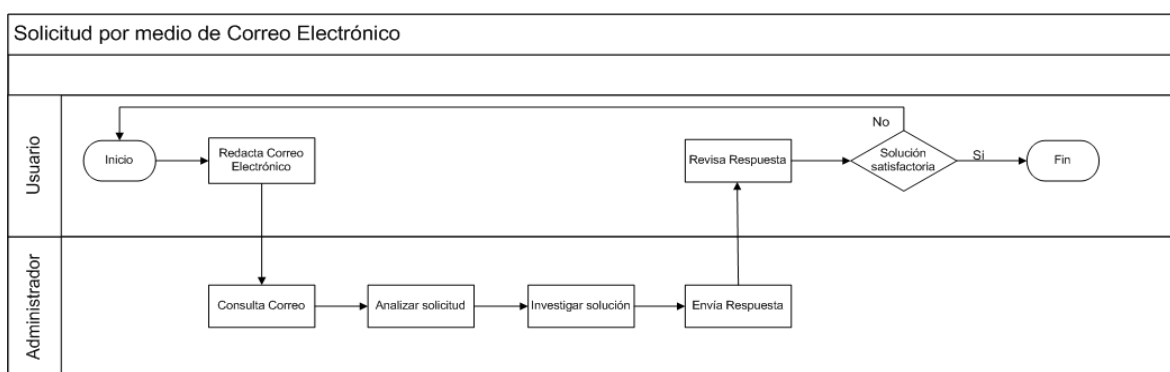 Solicitud por medio de Correo Electrónico
Usuario
Inicio
Redacta Correo
Electrónico
Revisa Respuesta
Solución
satisfactoria
No
Si
Fin
Administrador
Consulta Correo
Analizar solicitud
Investigar solución
Envía Respuesta